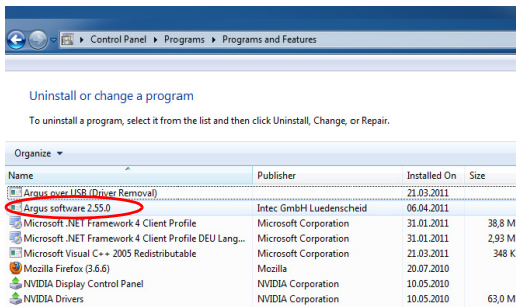 Control Panel ▸ Programs ▸ Programs and Features
Uninstall or change a program
To uninstall a program, select it from the list and then click Uninstall, Change, or Repair.
Organize
Name Publisher Installed On Size
Argus over USB (Driver Removal) 21.03.2011
Argus software 2.55.0 Intec GmbH Luedenscheid 06.04.2011
Microsoft .NET Framework 4 Client Profile Microsoft Corporation 31.01.2011 38,8 M
Microsoft .NET Framework 4 Client Profile DEU Lang... Microsoft Corporation 31.01.2011 2,93 M
Microsoft Visual C++ 2005 Redistributable Microsoft Corporation 21.03.2011 348 K
Mozilla Firefox (3.6.6) Mozilla 20.07.2010
NVIDIA Display Control Panel NVIDIA Corporation 10.05.2010
NVIDIA Drivers NVIDIA Corporation 10.05.2010 63,0 M